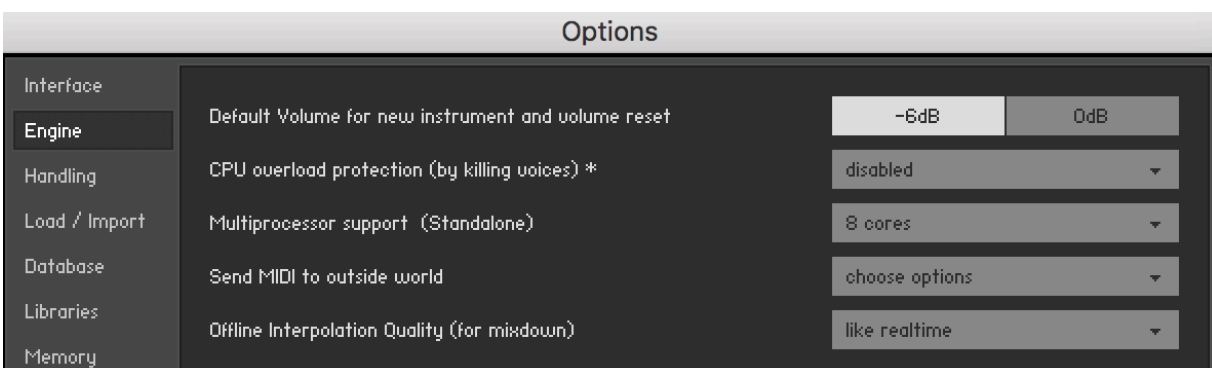 Options
Interface
Engine
Handling
Load / Import
Database
Libraries
Memory
Default Volume for new instrument and volume reset -6dB 0dB
CPU overload protection (by killing voices) * disabled
Multiprocessor support (Standalone) 8 cores
Send MIDI to outside world choose options
Offline Interpolation Quality (for mixdown) like realtime